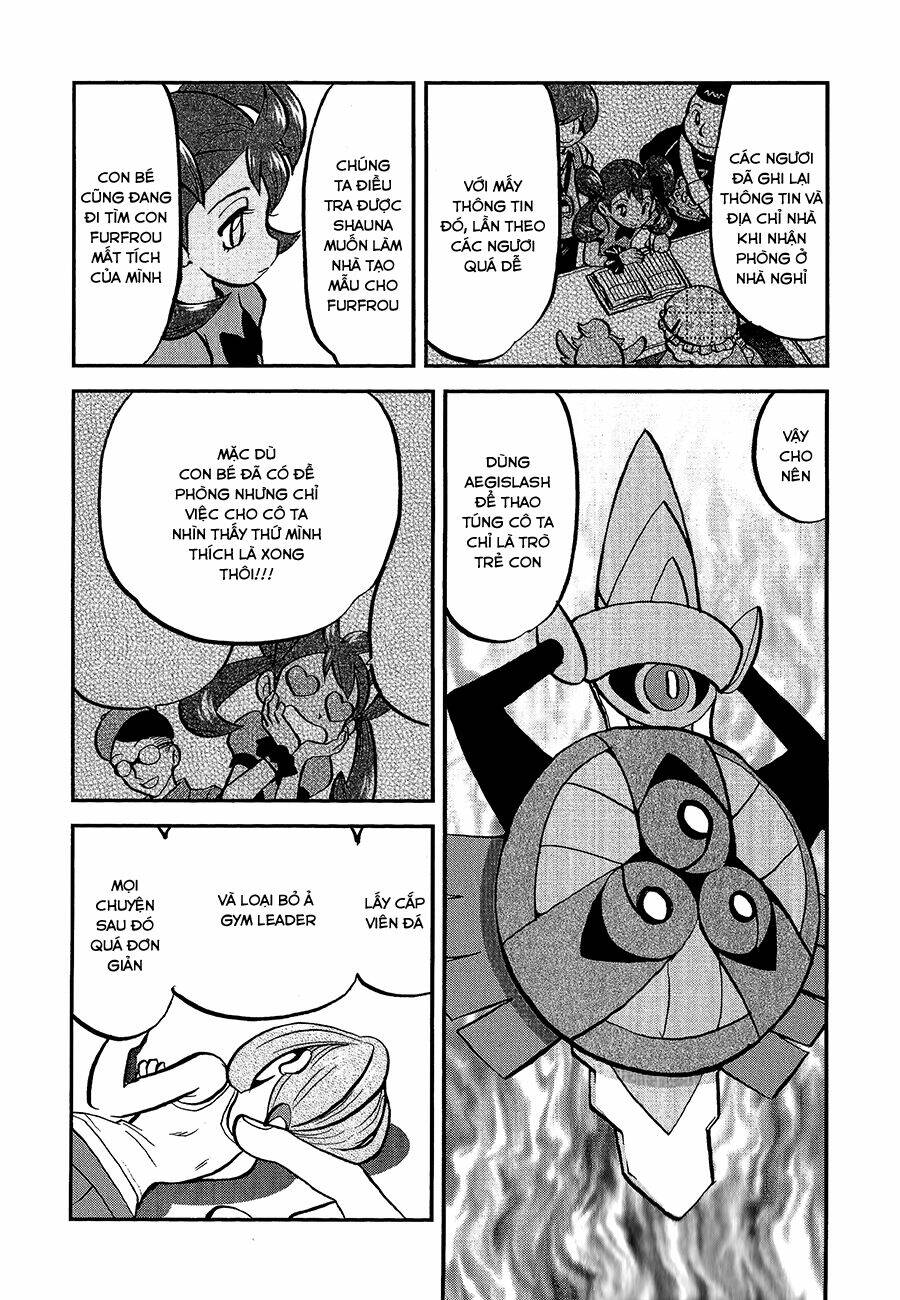 CÁC NGƯƠI
ĐÃ GHI LẠI
THÔNG TIN VÀ
ĐỊA CHỈ NHÀ
KHI NHẬN
PHÒNG Ở
NHÀ NGHỈ
VỚI MẤY
THÔNG TIN
ĐÓ, LẦN THEO
CÁC NGƯƠI
QUÁ DỄ
CHÚNG
TA ĐIỀU
TRA ĐƯỢC
SHAUNA
MUỐN LÀM
NHÀ TẠO
MẪU CHO
FURFROU
CON BÉ
CŨNG ĐANG
ĐI TÌM CON
FURFROU
MẤT TÍCH
CỦA MÌNH
VẬY
CHO
NÊN
DÙNG
AEGISLASH
ĐỂ THAO
TÚNG CÔ TA
CHỈ LÀ TRÒ
TRẺ CON
MẶC DÙ
CON BÉ ĐÃ CÓ ĐỀ
PHÒNG NHƯNG CHỈ
VIỆC CHO CÔ TA
NHÌN THẤY THỨ MÌNH
THÍCH LÀ XONG
THÔI!!!
LẤY CẮP
VIÊN ĐÁ
VÀ LOẠI BỎ Ả
GYM LEADER
MỌI
CHUYỆN
SAU ĐÓ
QUÁ ĐƠN
GIẢN